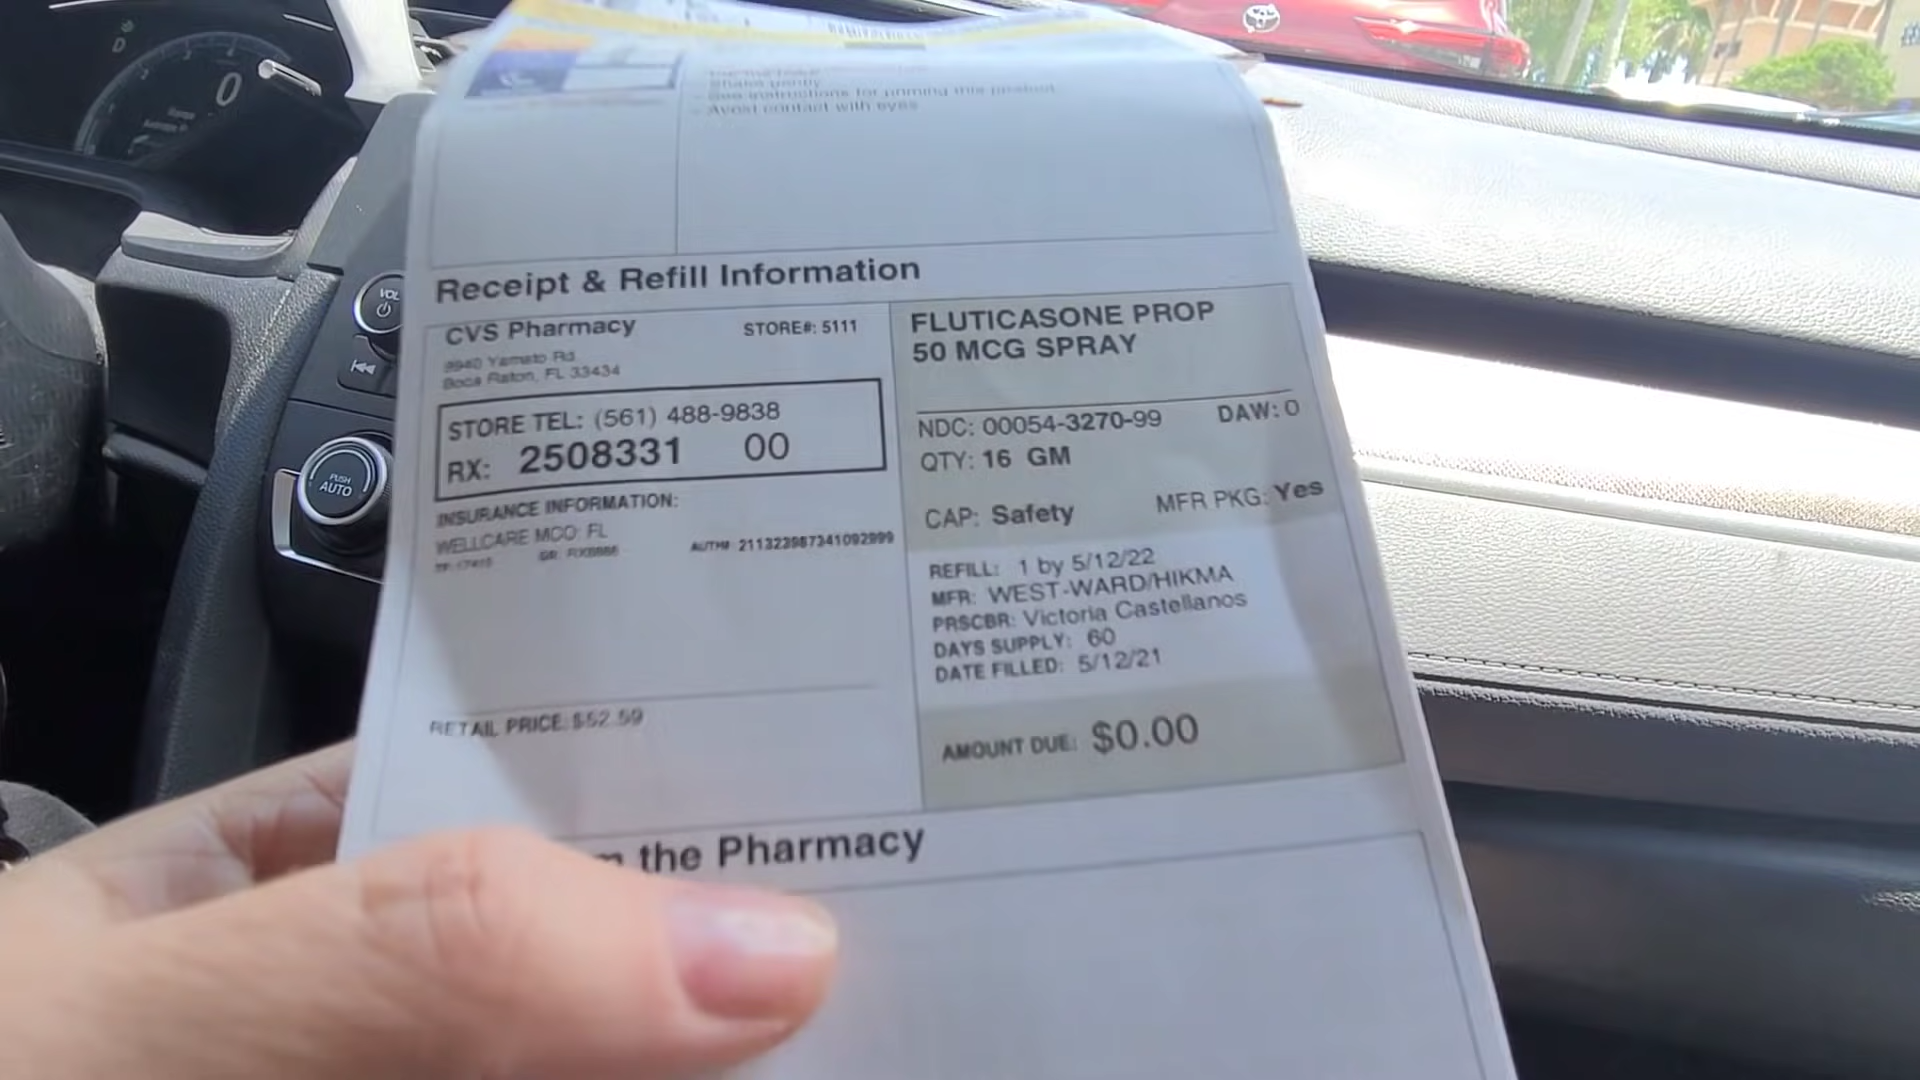 D
0
Shake gently
- See instructions for priming this product
- Avoid contact with eyes
Receipt & Refill Information
CVS Pharmacy STORE#: 5111
Yamato Rd
Boca Raton, FL 33434
STORE TEL: (561) 488-9838
RX: 2508331 00
INSURANCE INFORMATION:
WELLCARE MCO: FL
AUTH#: 211323987341092999
RETAIL PRICE: $52.59
FLUTICASONE PROP
50 MCG SPRAY
NDC: 00054-3270-99 DAW: 0
QTY: 16 GM
CAP: Safety MFR PKG: Yes
REFILL: 1 by 5/12/22
MFR: WEST-WARD/HIKMA
PRSCBR: Victoria Castellanos
DAYS SUPPLY: 60
DATE FILLED: 5/12/21
AMOUNT DUE: $0.00
the Pharmacy
VOL
PUSH
AUTO